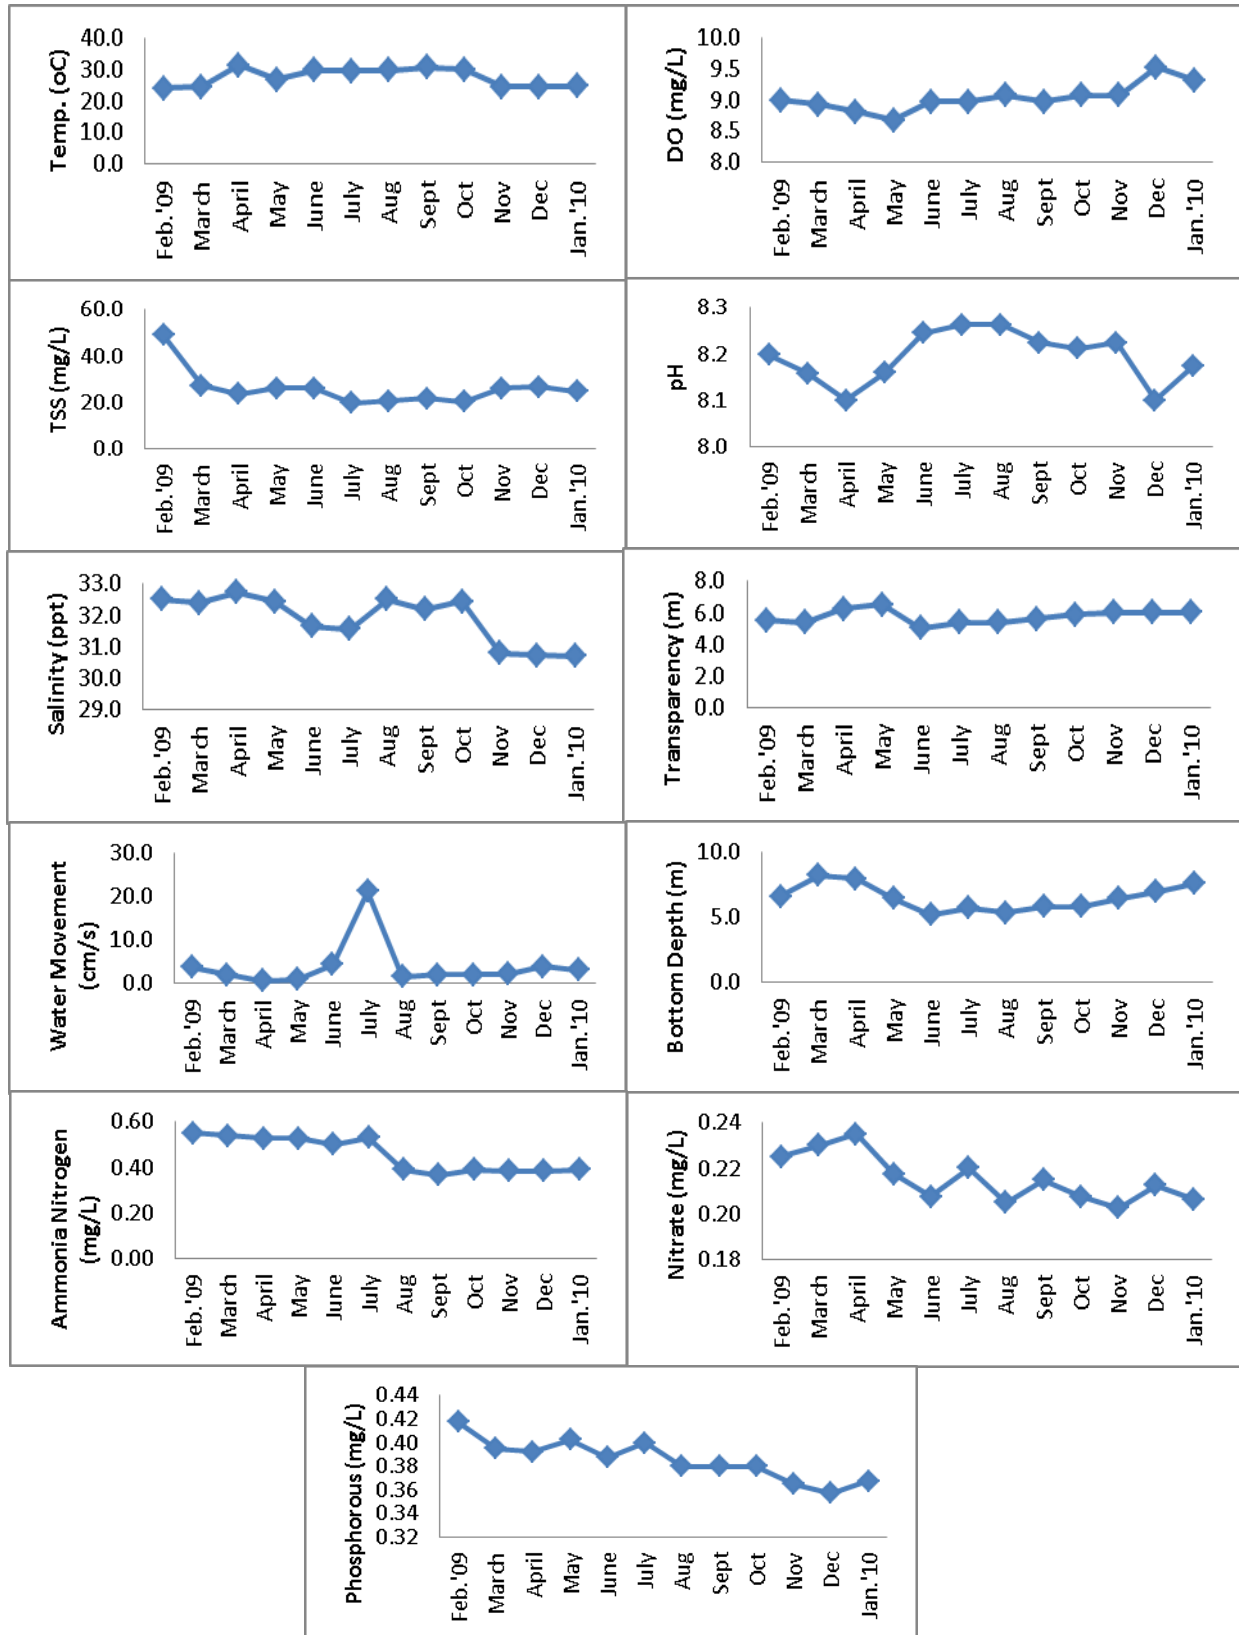 Temp. (oC)
40.0
30.0
20.0
10.0
0.0
Feb.'09
March
April
May
June
July
Aug
Sept
Oct
Nov
Dec
Jan.'10
DO (mg/L)
10.0
9.5
9.0
8.5
8.0
Feb.'09
March
April
May
June
July
Aug
Sept
Oct
Nov
Dec
Jan.'10
TSS (mg/L)
60.0
40.0
20.0
0.0
Feb.'09
March
April
May
June
July
Aug
Sept
Oct
Nov
Dec
Jan.'10
pH
8.3
8.2
8.1
8.0
Feb.'09
March
April
May
June
July
Aug
Sept
Oct
Nov
Dec
Jan.'10
Salinity (ppt)
33.0
32.0
31.0
30.0
29.0
Feb.'09
March
April
May
June
July
Aug
Sept
Oct
Nov
Dec
Jan.'10
Transparency (m)
8.0
6.0
4.0
2.0
0.0
Feb.'09
March
April
May
June
July
Aug
Sept
Oct
Nov
Dec
Jan.'10
Water Movement
(cm/s)
30.0
20.0
10.0
0.0
Feb.'09
March
April
May
June
July
Aug
Sept
Oct
Nov
Dec
Jan.'10
Bottom Depth (m)
10.0
5.0
0.0
Feb.'09
March
April
May
June
July
Aug
Sept
Oct
Nov
Dec
Jan.'10
Ammonia Nitrogen
(mg/L)
0.60
0.40
0.20
0.00
Feb.'09
March
April
May
June
July
Aug
Sept
Oct
Nov
Dec
Jan.'10
Nitrate (mg/L)
0.24
0.22
0.20
0.18
Feb.'09
March
April
May
June
July
Aug
Sept
Oct
Nov
Dec
Jan.'10
Phosphorous (mg/L)
0.44
0.42
0.40
0.38
0.36
0.34
0.32
Feb.'09
March
April
May
June
July
Aug
Sept
Oct
Nov
Dec
Jan.'10